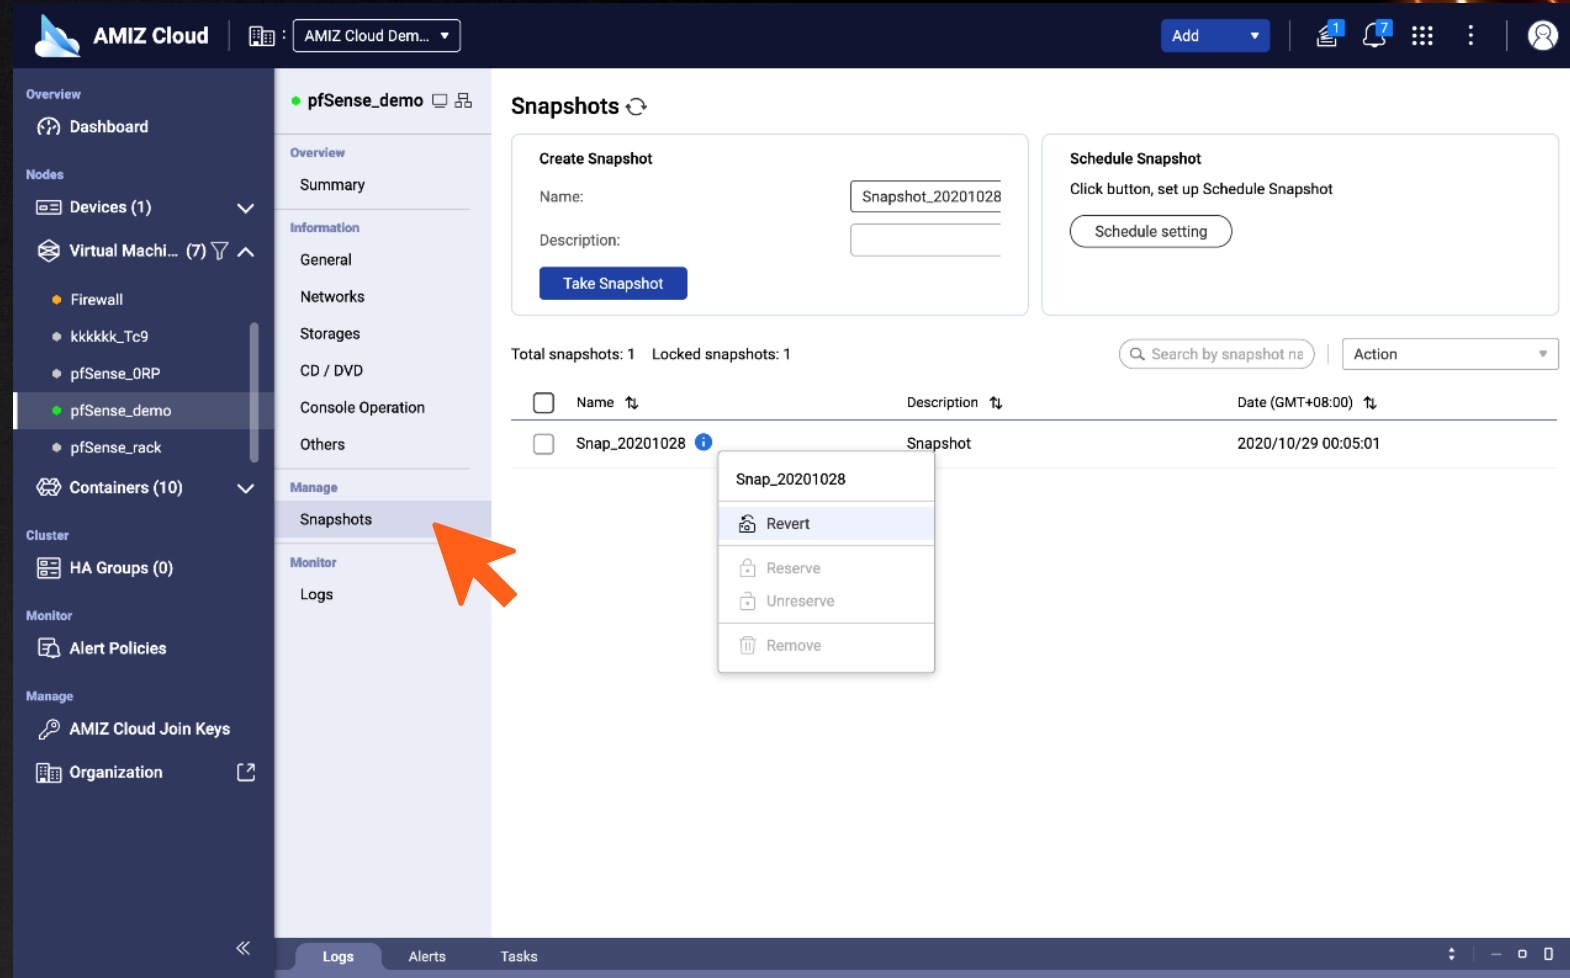 AMIZ Cloud
:
AMIZ Cloud Dem...
Add
1
7
Overview
Dashboard
Nodes
Devices (1)
Virtual Machi... (7)
Firewall
kkkkkk_Tc9
pfSense_0RP
pfSense_demo
pfSense_rack
Containers (10)
Cluster
HA Groups (0)
Monitor
Alert Policies
Manage
AMIZ Cloud Join Keys
Organization
pfSense_demo
Overview
Summary
Information
General
Networks
Storages
CD / DVD
Console Operation
Others
Manage
Snapshots
Monitor
Logs
Snapshots
Create Snapshot
Name:
Snapshot_20201028
Description:
Take Snapshot
Schedule Snapshot
Click button, set up Schedule Snapshot
Schedule setting
Total snapshots: 1 Locked snapshots: 1
Search by snapshot na
Action
Name Description Date (GMT+08:00)
Snap_20201028 Snapshot 2020/10/29 00:05:01
Snap_20201028
Revert
Reserve
Unreserve
Remove
Logs Alerts Tasks